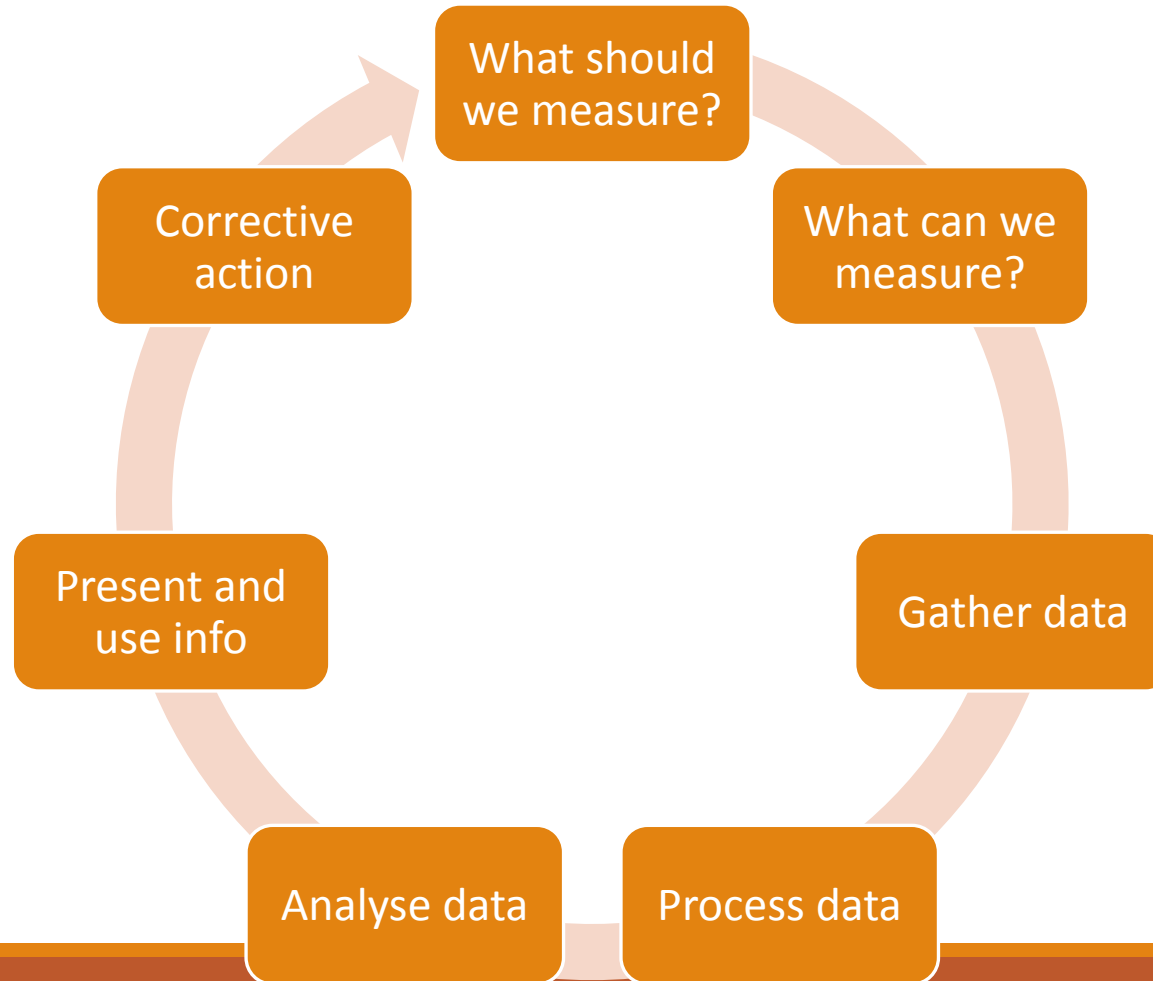 What should
we measure?
What can we
measure?
Gather data
Process data
Analyse data
Present and
use info
Corrective
action